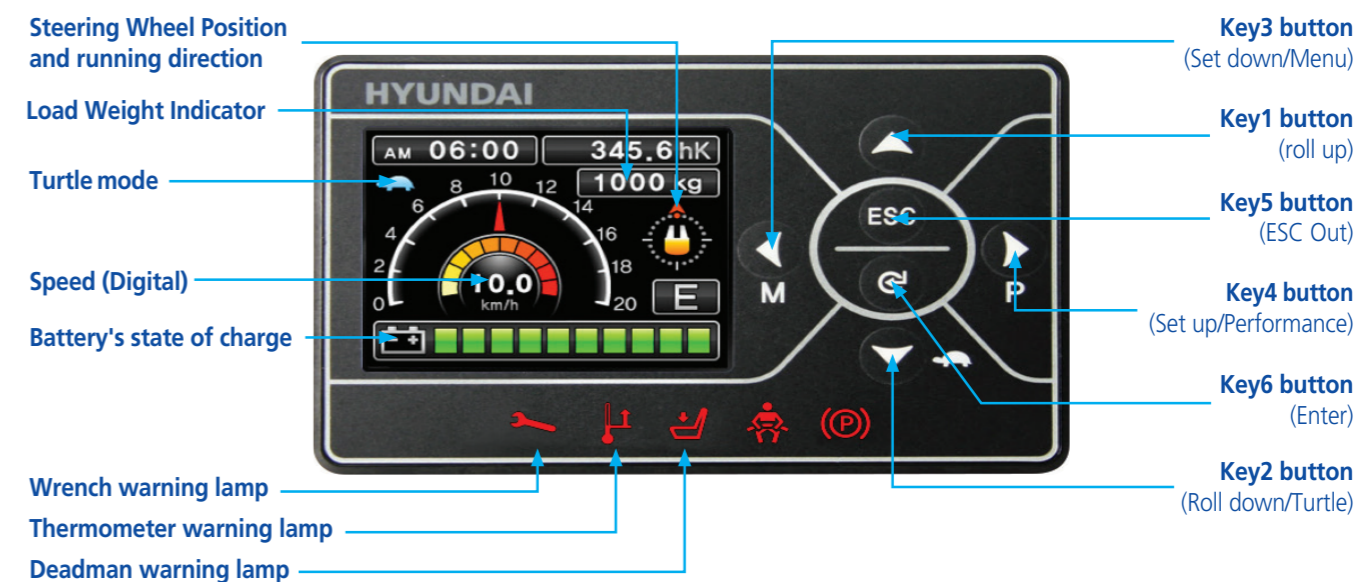 Steering Wheel Position
and running direction
Load Weight Indicator
Turtle mode
Speed (Digital)
Battery's state of charge
Wrench warning lamp
Thermometer warning lamp
Deadman warning lamp
HYUNDAI
AM 06:00
345.6 hK
1000 kg
0
2
4
6
8
10
12
14
16
18
20
10.0
km/h
E
ESC
M
P
(P)
Key3 button
(Set down/Menu)
Key1 button
(roll up)
Key5 button
(ESC Out)
Key4 button
(Set up/Performance)
Key6 button
(Enter)
Key2 button
(Roll down/Turtle)